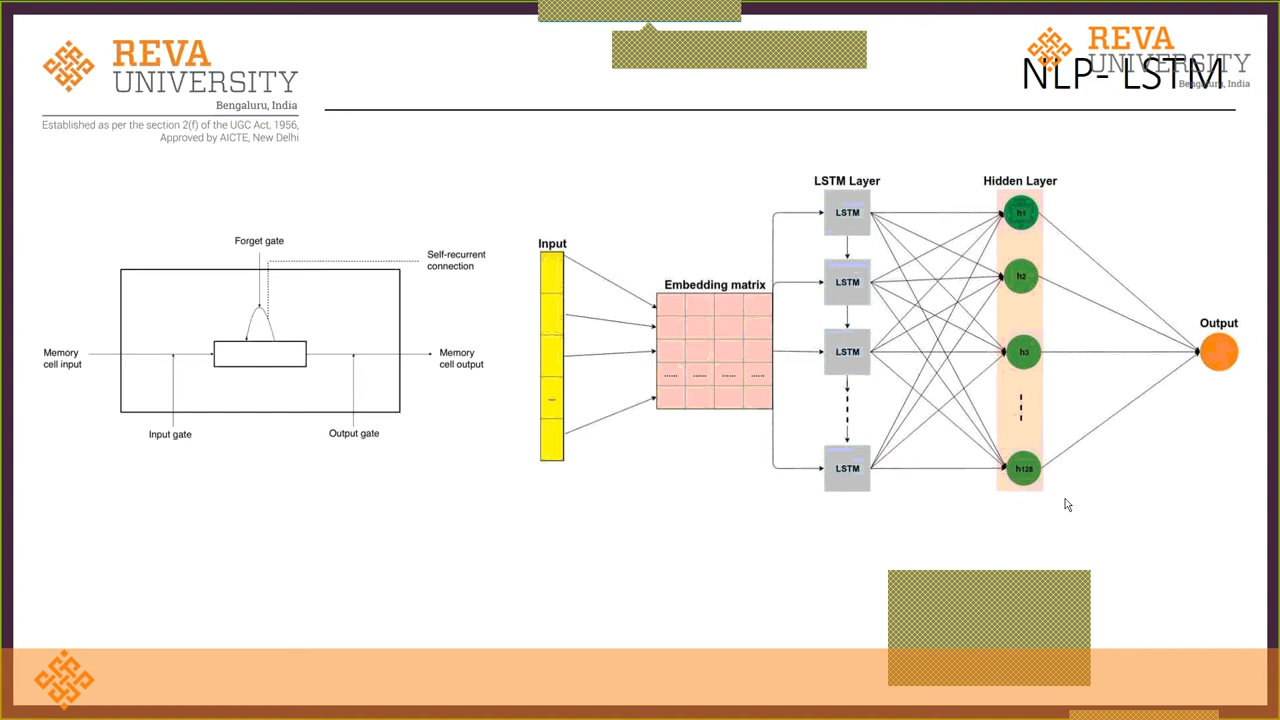 REVA
UNIVERSITY
Bengaluru, India
Established as per the section 2(f) of the UGC Act, 1956,
Approved by AICTE, New Delhi
REVA
UNIVERSITY
Bengaluru, India
NLP- LSTM
Forget gate
Self-recurrent
connection
Memory
cell input
Memory
cell output
Input gate
Output gate
Input
...
Embedding matrix
...... ...... ...... ......
LSTM Layer
LSTM
LSTM
LSTM
LSTM
Hidden Layer
h1
h2
h3
h128
Output